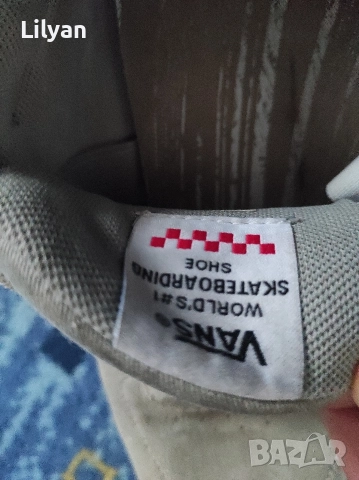 Lilyan
VANS®
WORLD'S #1
SKATEBOARDING
SHOE
BAZAR